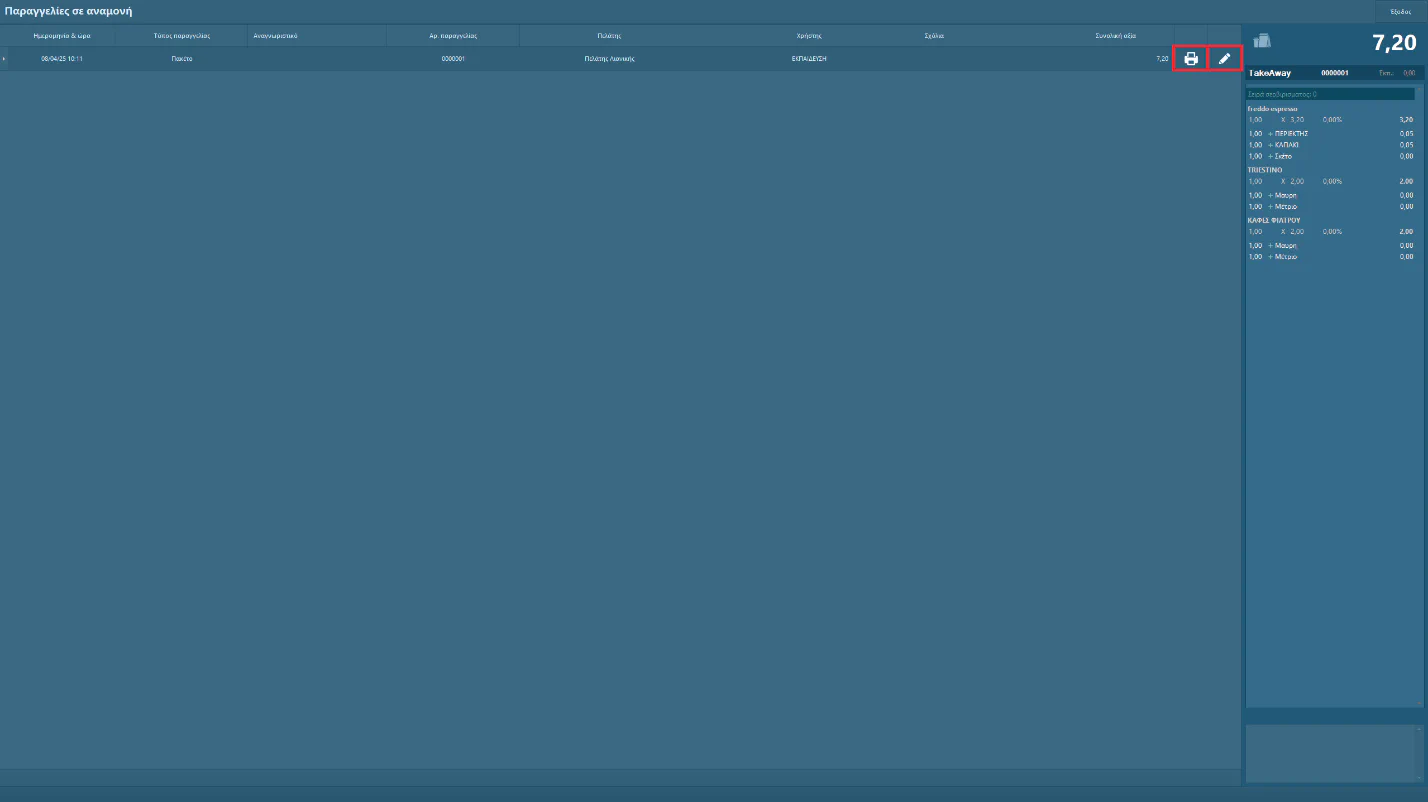 Παραγγελίες σε αναμονή
Έξοδος
Ημερομηνία & ώρα Τύπος παραγγελίας Αναγνωριστικό Αρ. παραγγελίας Πελάτης Χρήστης Σχόλια Συνολική αξία
08/04/25 10:11 Πακέτο 0000001 Πελάτης Λιανικής ΕΚΠΑΙΔΕΥΣΗ 7,20
7,20
TakeAway 0000001 Έκπ.: 0,00
Σειρά σερβιρίσματος: 0
freddo espresso
1,00 X 3,20 0,00% 3,20
1,00 + ΠΕΡΙΕΚΤΗΣ 0,05
1,00 + ΚΑΠΑΚΙ 0,05
1,00 + Σκέτο 0,00
TRIESTINO
1,00 X 2,00 0,00% 2,00
1,00 + Μαυρη 0,00
1,00 + Μέτριο 0,00
ΚΑΦΕΣ ΦΙΛΤΡΟΥ
1,00 X 2,00 0,00% 2,00
1,00 + Μαυρη 0,00
1,00 + Μέτριο 0,00